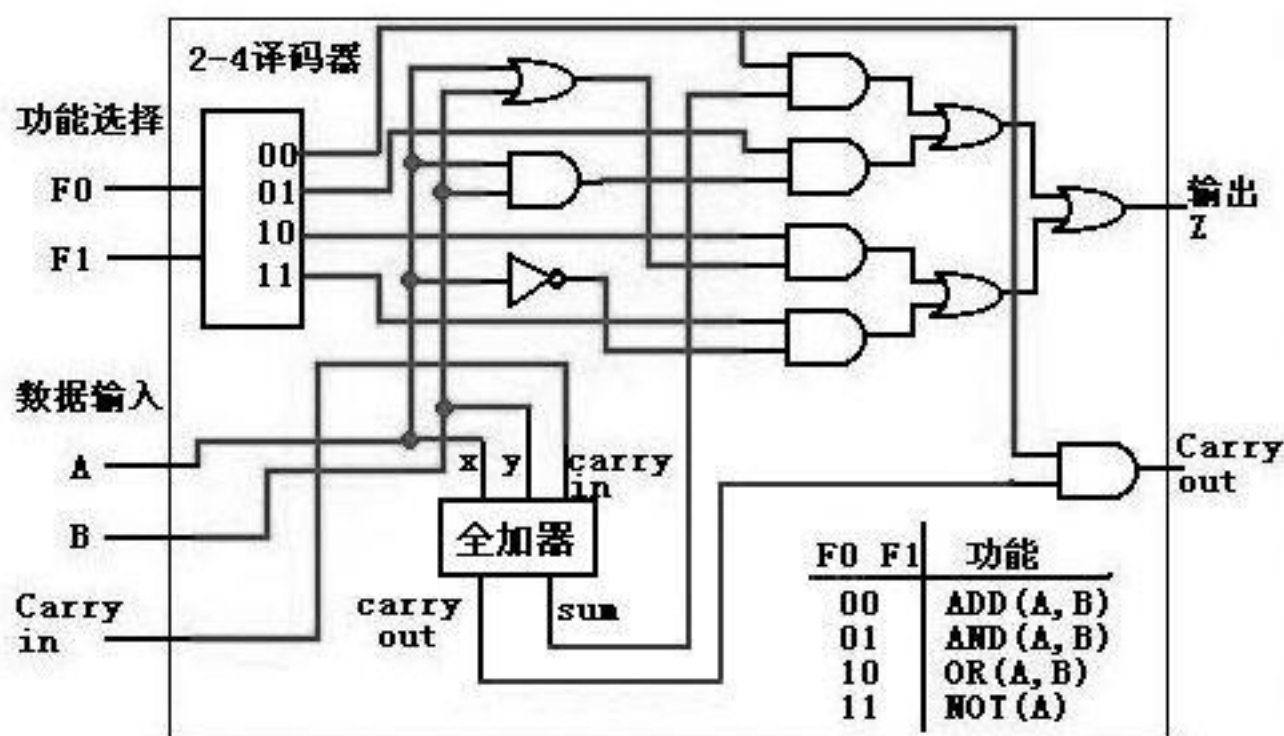 2-4译码器
功能选择
F0
F1
00
01
10
11
数据输入
A
B
Carry
in
x y carry
in
全加器
carry
out
sum
输出
Z
Carry
out
F0 F1 功能
00 ADD(A,B)
01 AND(A,B)
10 OR(A,B)
11 NOT(A)